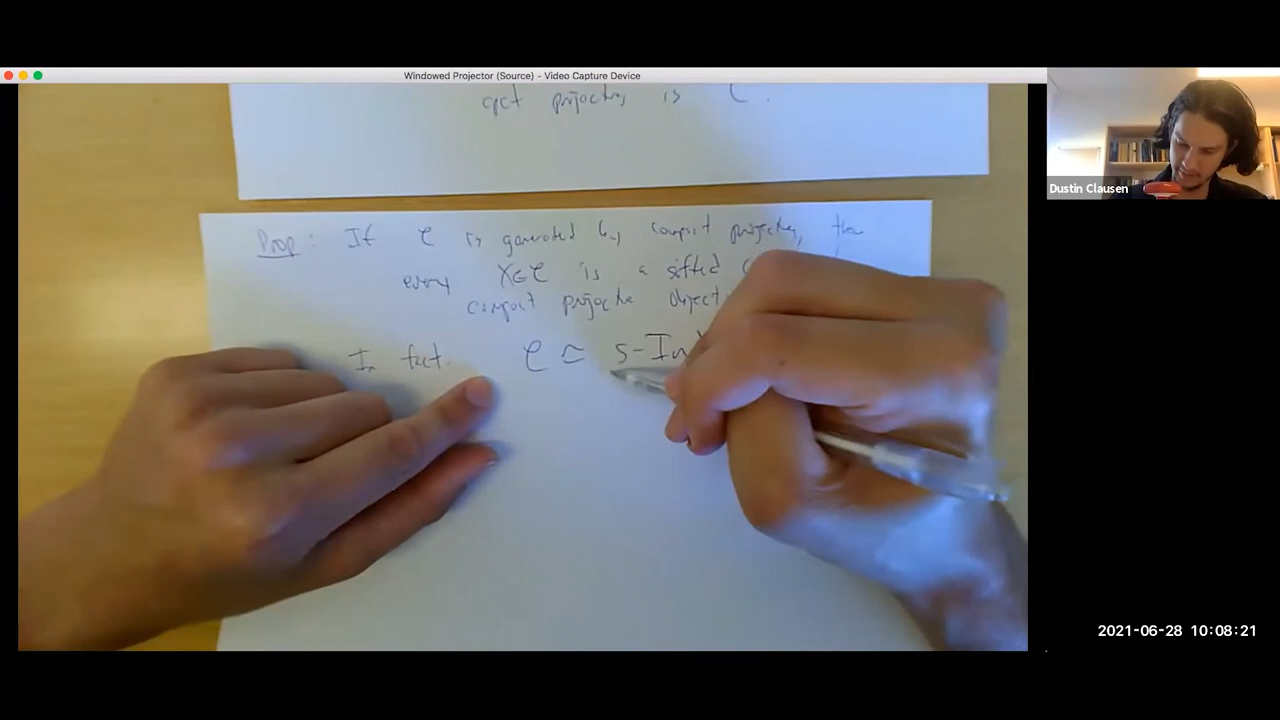 Windowed Projector (Source) - Video Capture Device
cpct projectives is C.
Dustin Clausen
Prop: If C is generated by compact projectives, then
every X∈C is a sifted
compact projective object
In fact. C ≃ s-Ind
2021-06-28 10:08:21